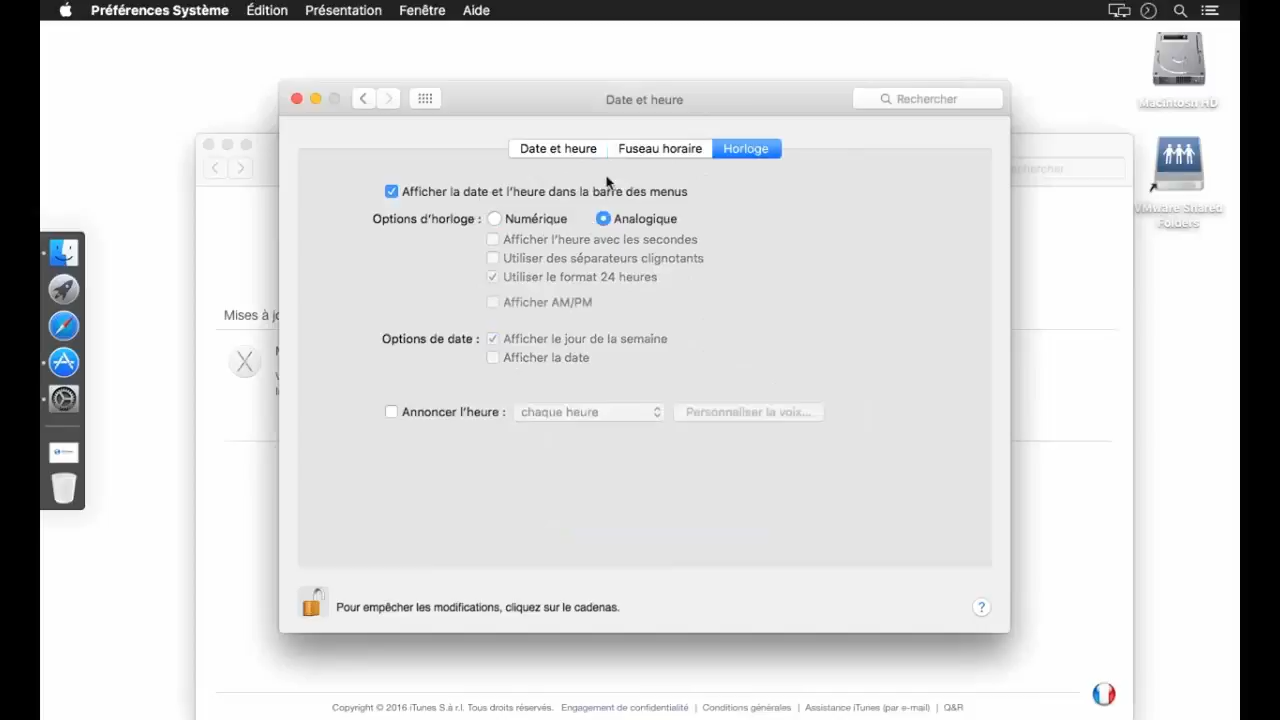 Préférences Système Édition Présentation Fenêtre Aide
Macintosh HD
Date et heure
Rechercher
Date et heure Fuseau horaire Horloge
VMware Shared
Folders
Afficher la date et l'heure dans la barre des menus
Options d'horloge : Numérique Analogique
Afficher l'heure avec les secondes
Utiliser des séparateurs clignotants
Utiliser le format 24 heures
Afficher AM/PM
Mises à jo
Options de date : Afficher le jour de la semaine
Afficher la date
Annoncer l'heure : chaque heure Personnaliser la voix...
Pour empêcher les modifications, cliquez sur le cadenas.
?
Copyright © 2016 iTunes S.à r.l. Tous droits réservés. Engagement de confidentialité | Conditions générales | Assistance iTunes (par e-mail) | Q&R